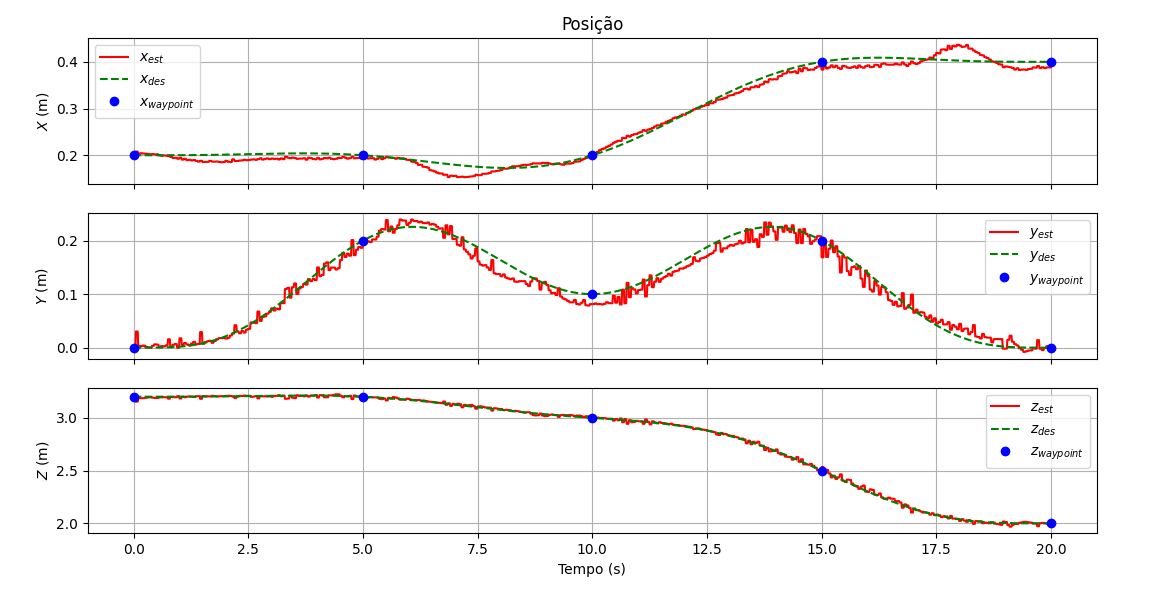 Posição
X (m)
0.4
0.3
0.2
x_est
x_des
x_waypoint
Y (m)
0.2
0.1
0.0
y_est
y_des
y_waypoint
Z (m)
3.0
2.5
2.0
z_est
z_des
z_waypoint
0.0 2.5 5.0 7.5 10.0 12.5 15.0 17.5 20.0
Tempo (s)